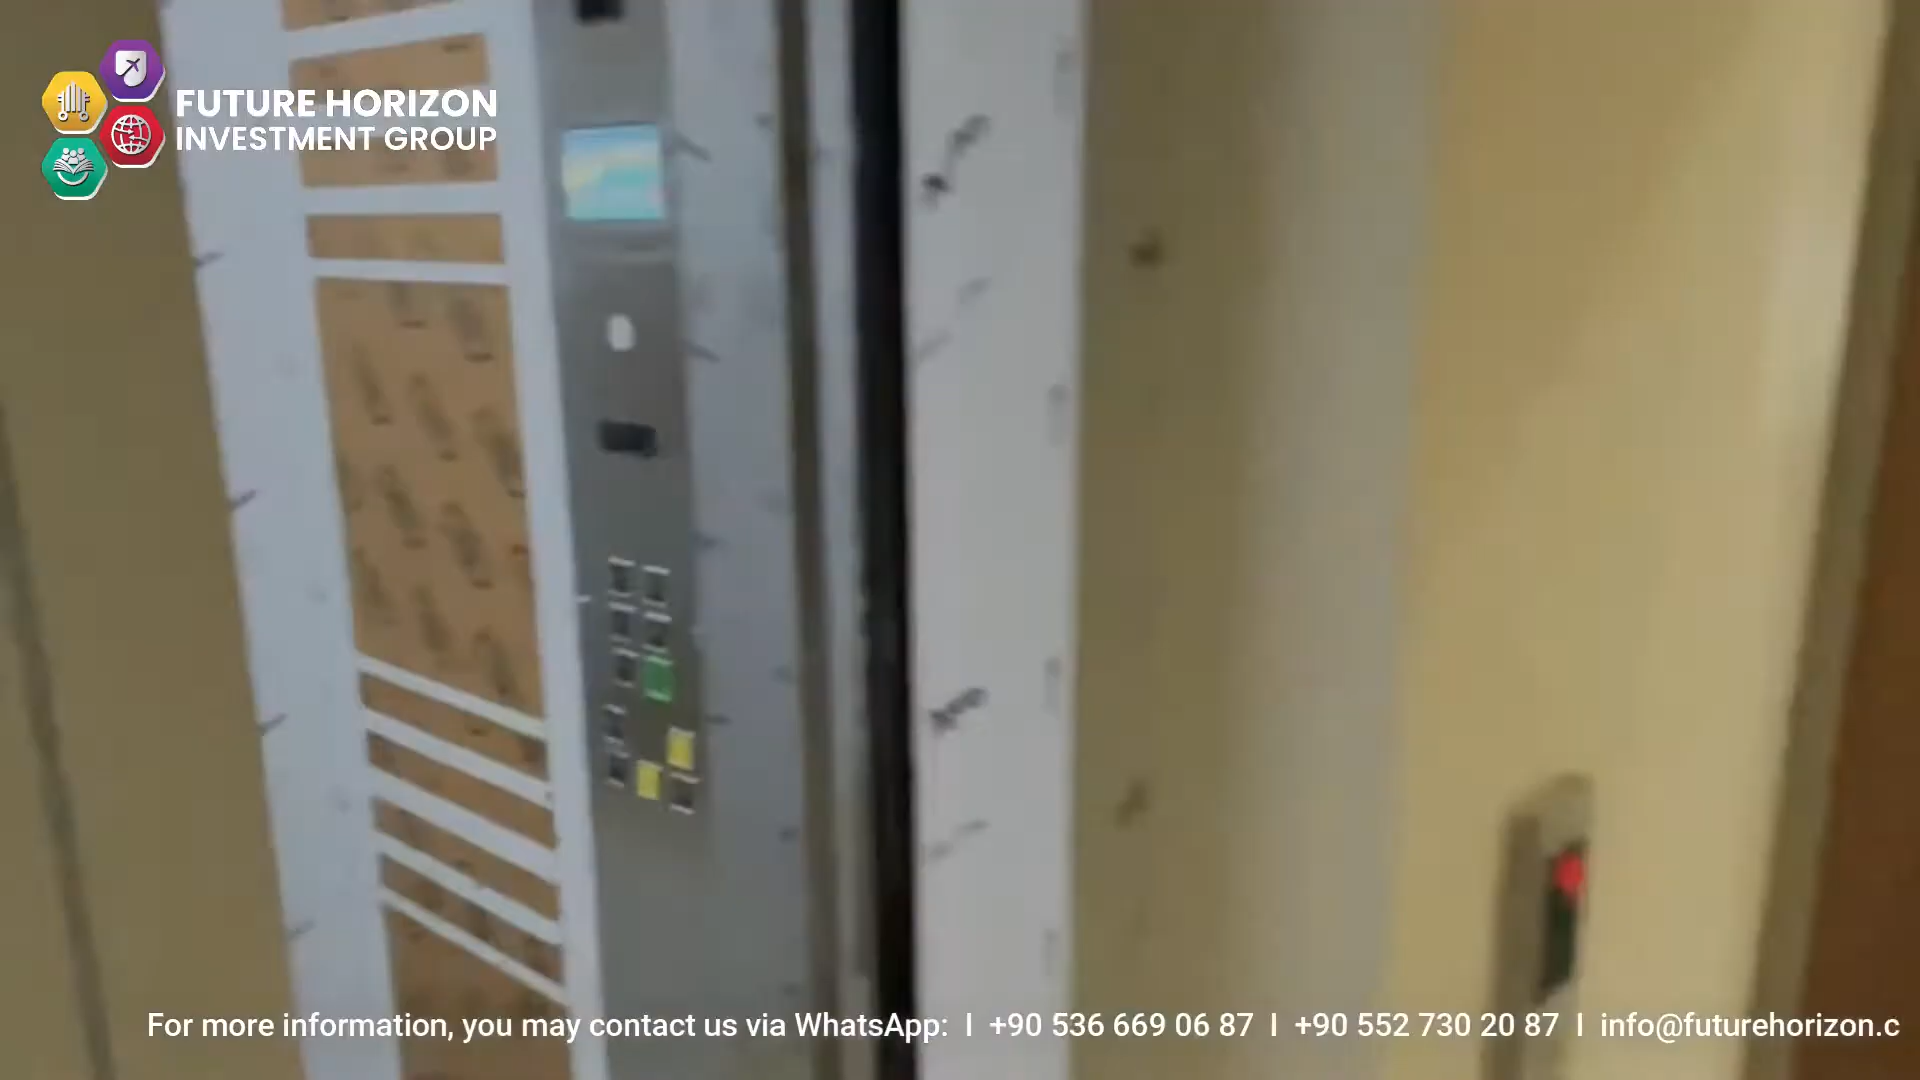 FUTURE HORIZON
INVESTMENT GROUP
For more information, you may contact us via WhatsApp: I +90 536 669 06 87 I +90 552 730 20 87 I info@futurehorizon.c